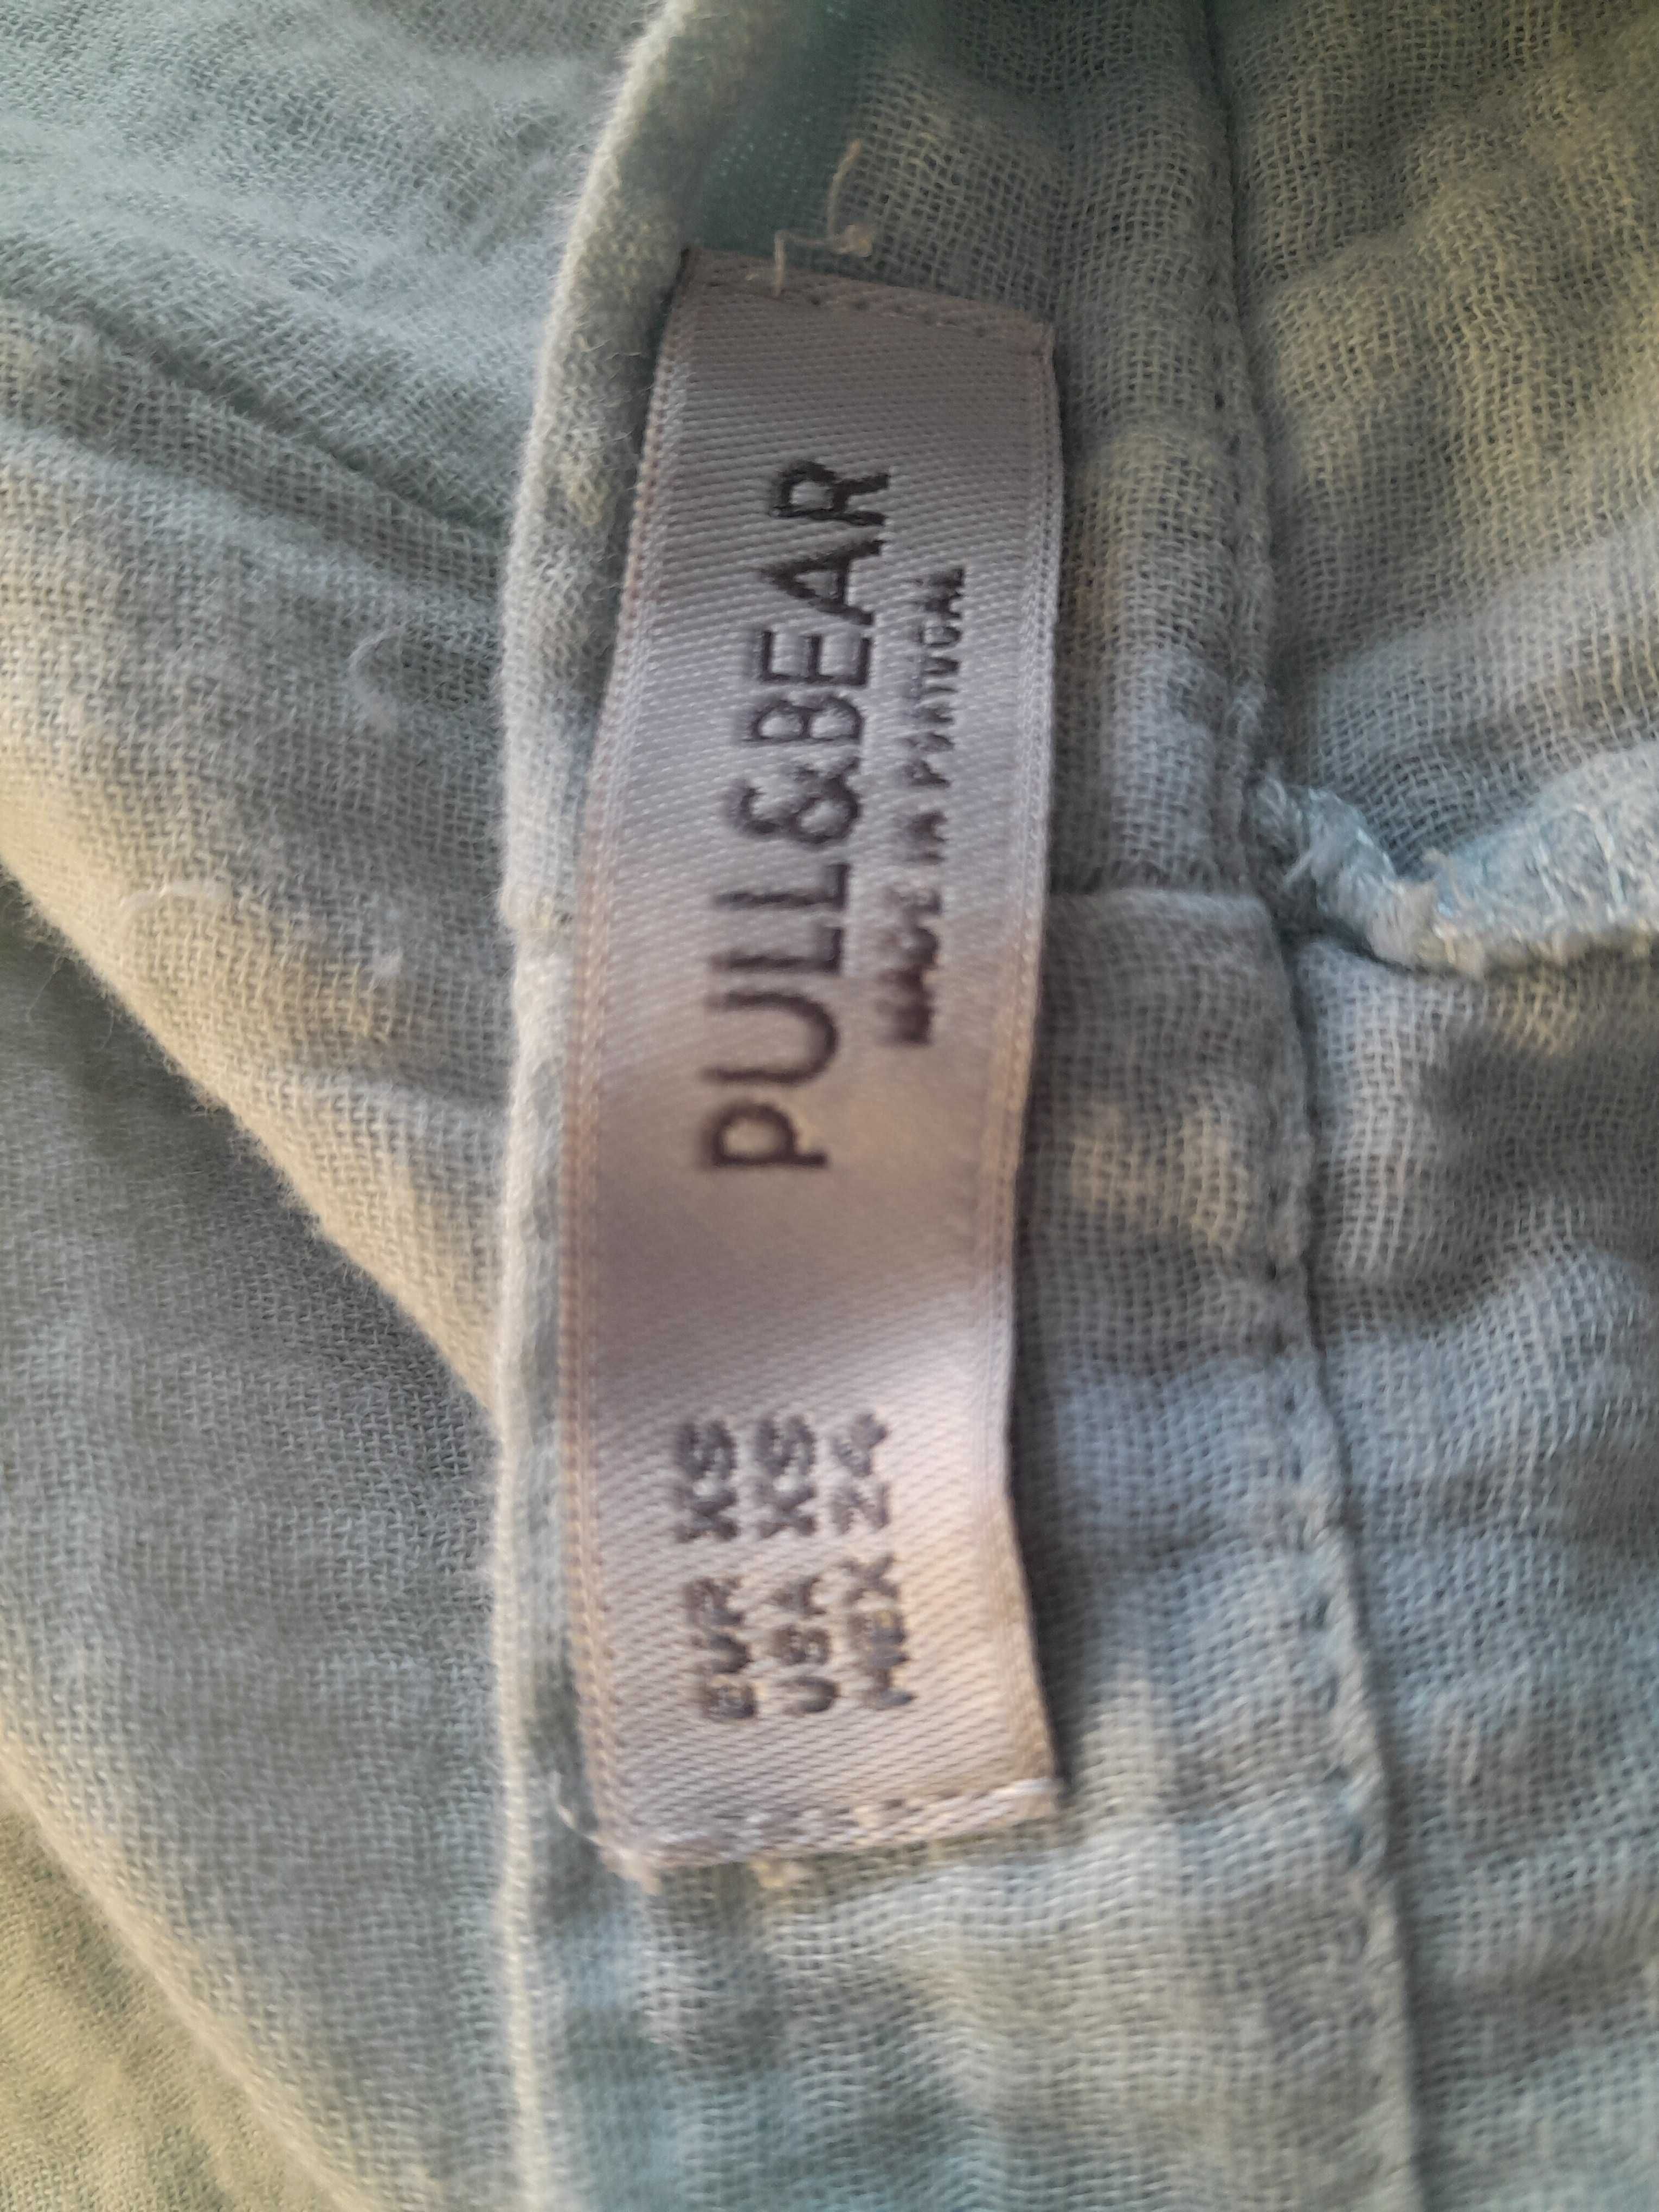 PULL&BEAR
MADE IN PORTUGAL
EUR XS
USA XS
MEX 24